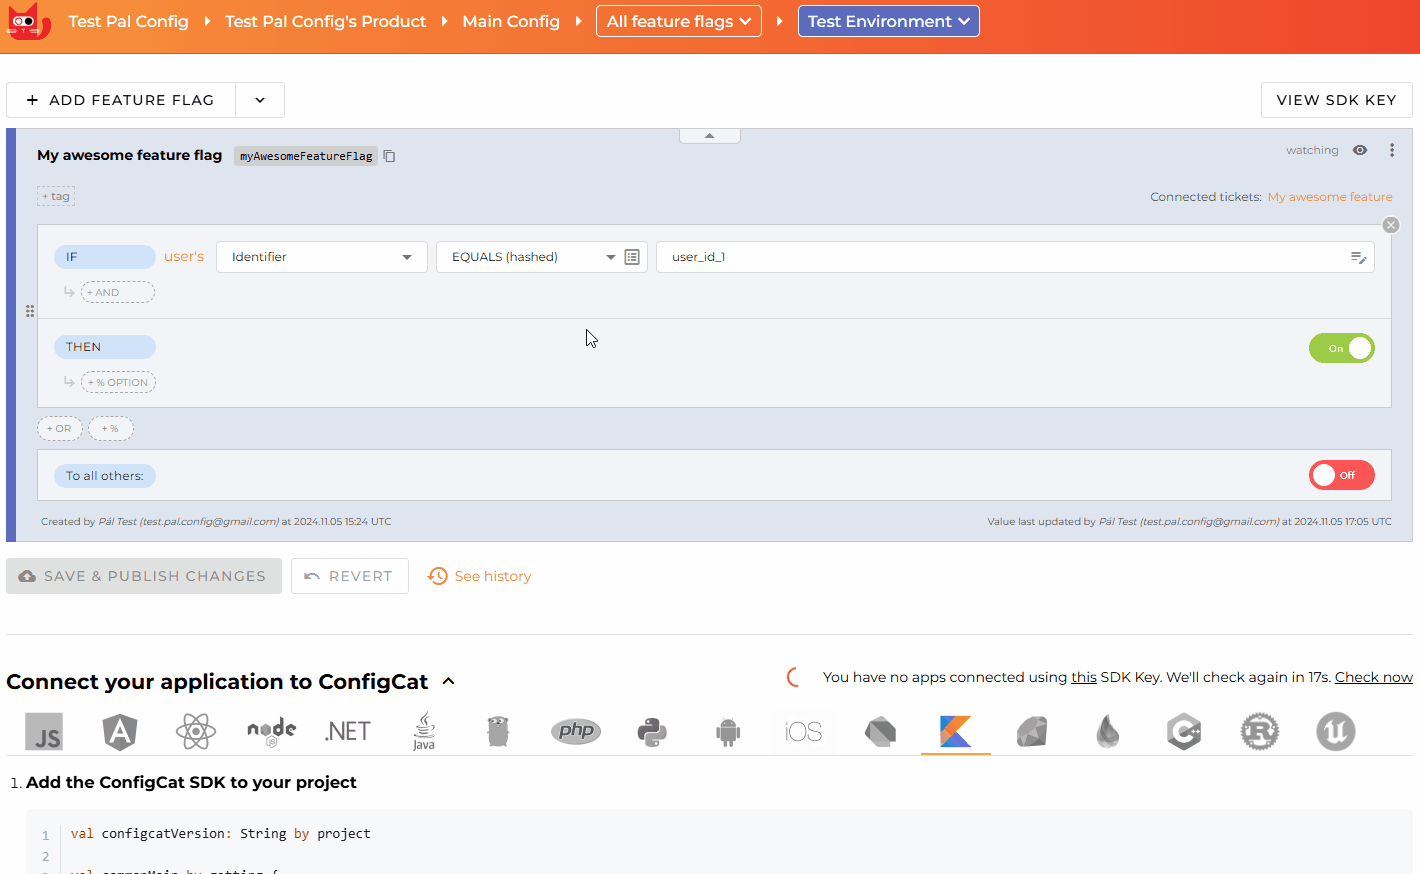 Test Pal Config Test Pal Config's Product Main Config All feature flags Test Environment
+ ADD FEATURE FLAG VIEW SDK KEY
My awesome feature flag myAwesomeFeatureFlag watching
+ tag Connected tickets: My awesome feature
IF user's Identifier EQUALS (hashed) user_id_1
+ AND
THEN On
+ % OPTION
+ OR + %
To all others: Off
Created by Pál Test (test.pal.config@gmail.com) at 2024.11.05 15:24 UTC Value last updated by Pál Test (test.pal.config@gmail.com) at 2024.11.05 17:05 UTC
SAVE & PUBLISH CHANGES REVERT See history
Connect your application to ConfigCat You have no apps connected using this SDK Key. We'll check again in 17s. Check now
JS A node JS .NET Java php iOS C++ R U
1. Add the ConfigCat SDK to your project
1 val configcatVersion: String by project
2